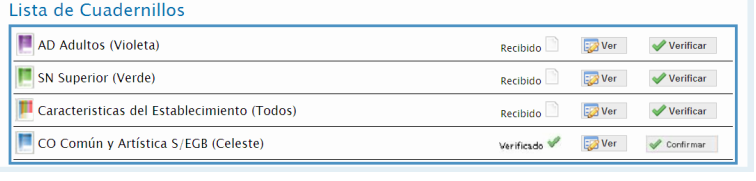 Lista de Cuadernillos
AD Adultos (Violeta) Recibido Ver Verificar
SN Superior (Verde) Recibido Ver Verificar
Caracteristicas del Establecimiento (Todos) Recibido Ver Verificar
CO Común y Artística S/EGB (Celeste) Verificado Ver Confirmar